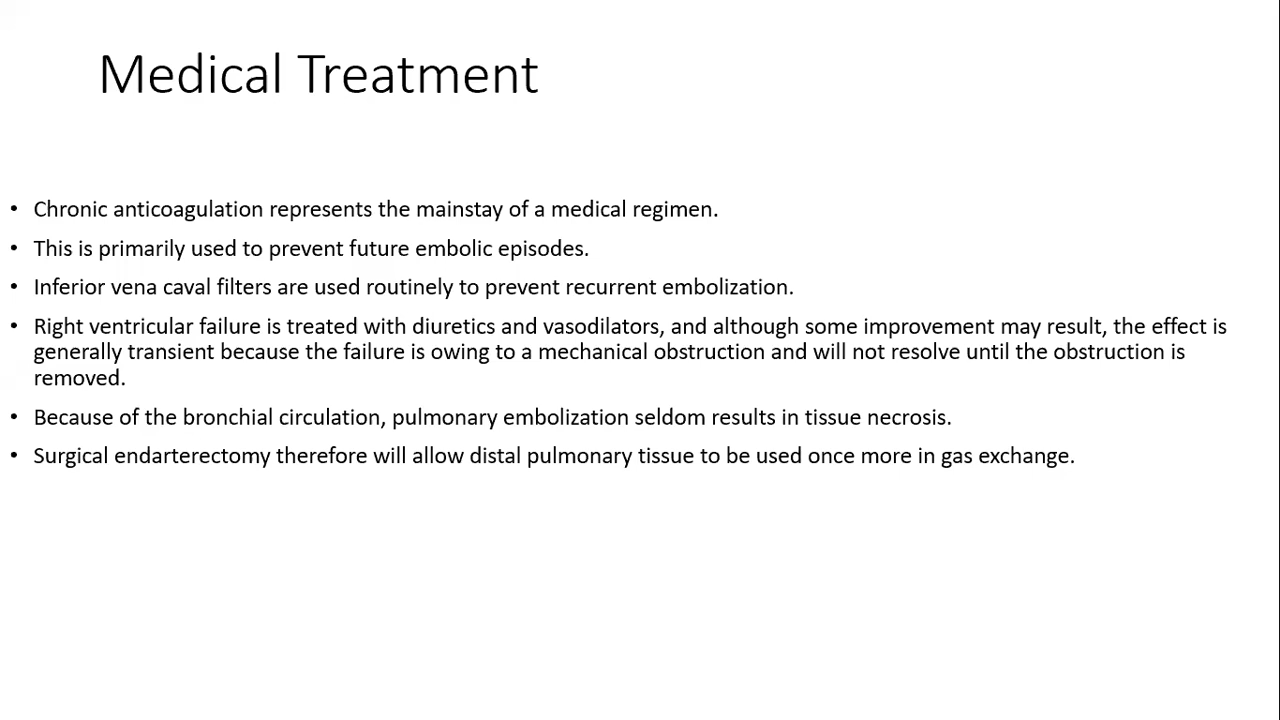 Medical Treatment
• Chronic anticoagulation represents the mainstay of a medical regimen.
• This is primarily used to prevent future embolic episodes.
• Inferior vena caval filters are used routinely to prevent recurrent embolization.
• Right ventricular failure is treated with diuretics and vasodilators, and although some improvement may result, the effect is
generally transient because the failure is owing to a mechanical obstruction and will not resolve until the obstruction is
removed.
• Because of the bronchial circulation, pulmonary embolization seldom results in tissue necrosis.
• Surgical endarterectomy therefore will allow distal pulmonary tissue to be used once more in gas exchange.